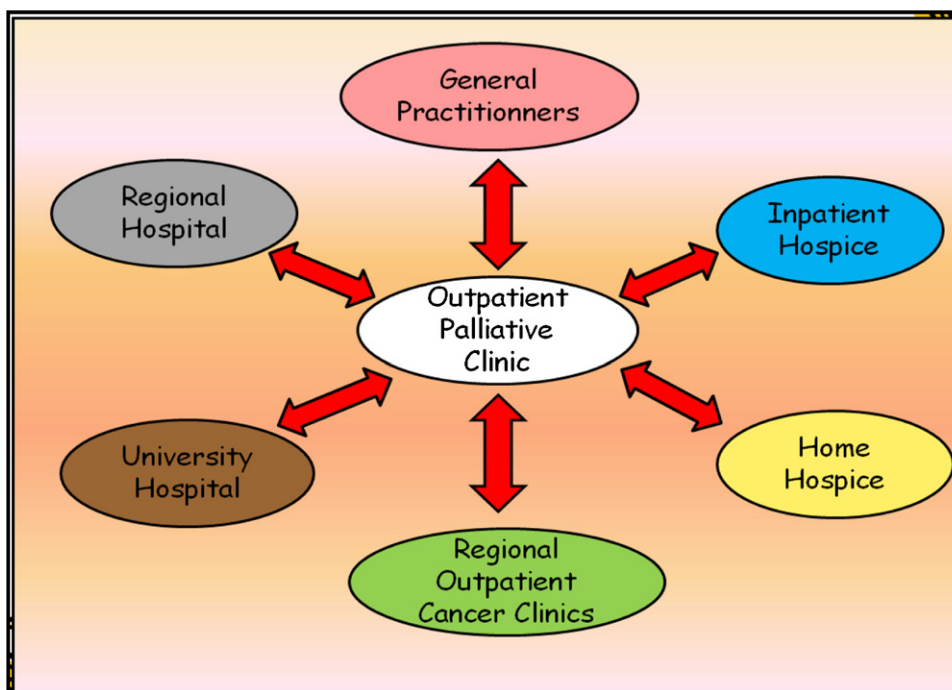 General
Practitionners
Regional
Hospital
Inpatient
Hospice
Outpatient
Palliative
Clinic
University
Hospital
Home
Hospice
Regional
Outpatient
Cancer Clinics